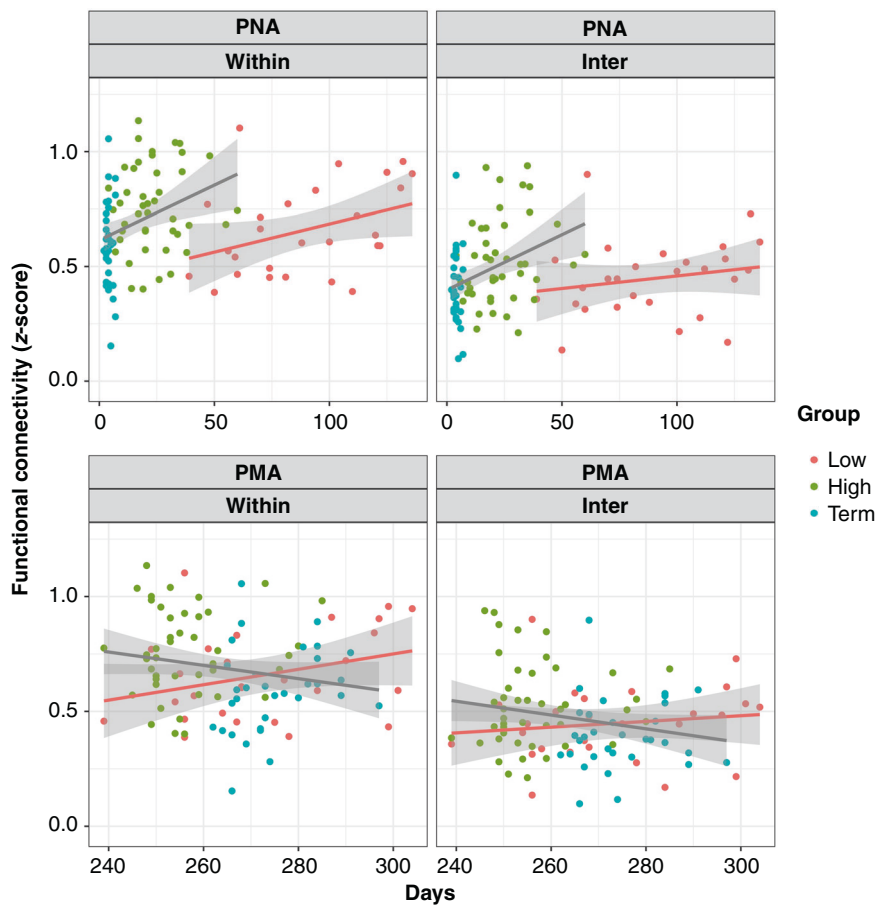 PNA
PNA
Within
Inter
1.0
0.5
0.0
0
50
100
0
50
100
Functional connectivity (z-score)
Group
Low
High
Term
PMA
PMA
Within
Inter
1.0
0.5
0.0
240
260
280
300
240
260
280
300
Days